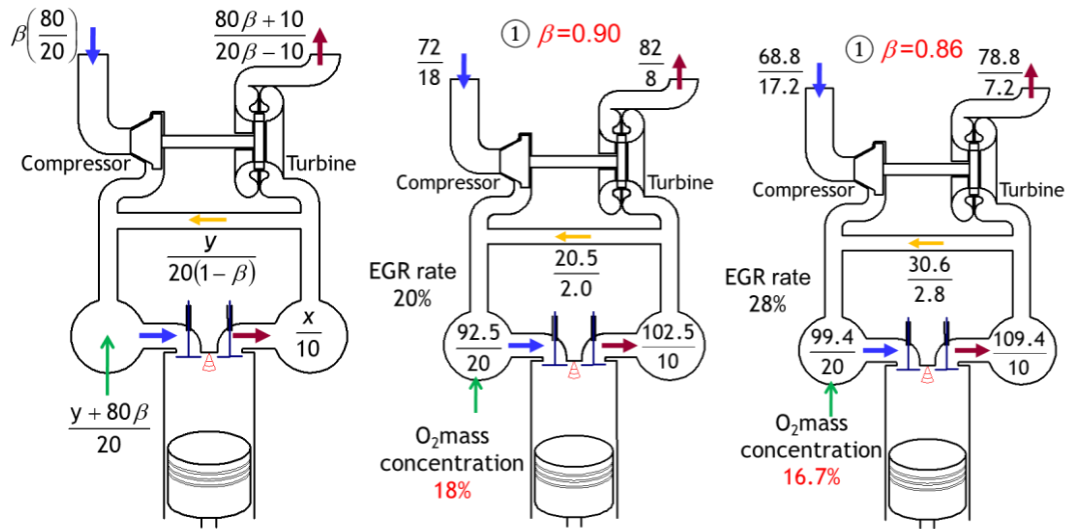 β(80/20)
80β+10
20β−10
Compressor
Turbine
y
20(1−β)
x
10
y+80β
20
① β=0.90
72
18
82
8
Compressor
Turbine
EGR rate
20%
20.5
2.0
92.5
20
102.5
10
O₂mass
concentration
18%
① β=0.86
68.8
17.2
78.8
7.2
Compressor
Turbine
EGR rate
28%
30.6
2.8
99.4
20
109.4
10
O₂mass
concentration
16.7%